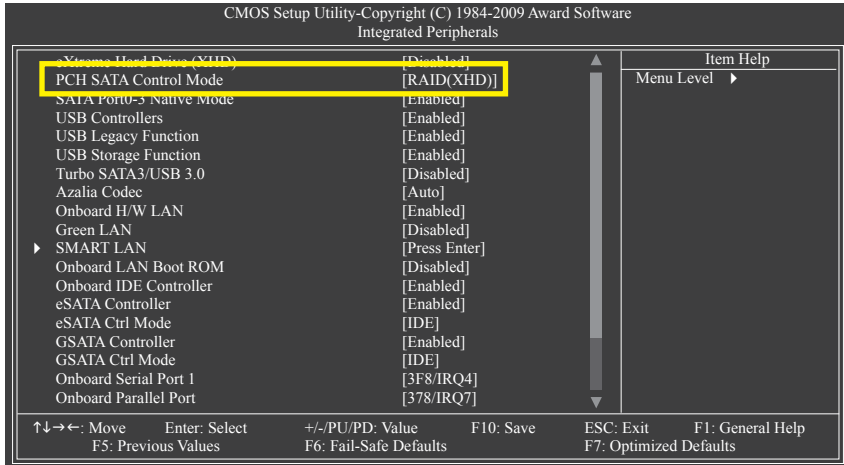 CMOS Setup Utility-Copyright (C) 1984-2009 Award Software
Integrated Peripherals
eXtreme Hard Drive (XHD) [Disabled]
PCH SATA Control Mode [RAID(XHD)]
SATA Port0-3 Native Mode [Enabled]
USB Controllers [Enabled]
USB Legacy Function [Enabled]
USB Storage Function [Enabled]
Turbo SATA3/USB 3.0 [Disabled]
Azalia Codec [Auto]
Onboard H/W LAN [Enabled]
Green LAN [Disabled]
SMART LAN [Press Enter]
Onboard LAN Boot ROM [Disabled]
Onboard IDE Controller [Enabled]
eSATA Controller [Enabled]
eSATA Ctrl Mode [IDE]
GSATA Controller [Enabled]
GSATA Ctrl Mode [IDE]
Onboard Serial Port 1 [3F8/IRQ4]
Onboard Parallel Port [378/IRQ7]
Item Help
Menu Level
↑↓→←: Move Enter: Select +/-/PU/PD: Value F10: Save ESC: Exit F1: General Help
F5: Previous Values F6: Fail-Safe Defaults F7: Optimized Defaults